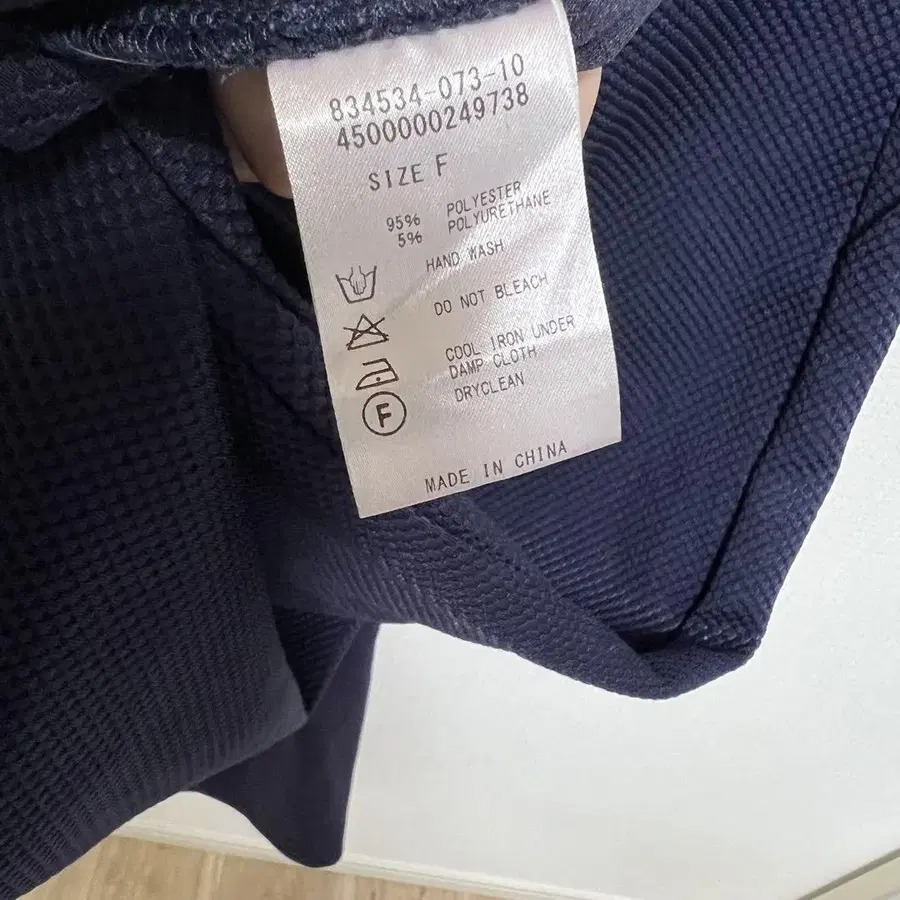 834534-073-10
4500000249738
SIZE F
95% POLYESTER
5% POLYURETHANE
HAND WASH
DO NOT BLEACH
COOL IRON UNDER
DAMP CLOTH
DRYCLEAN
F
MADE IN CHINA